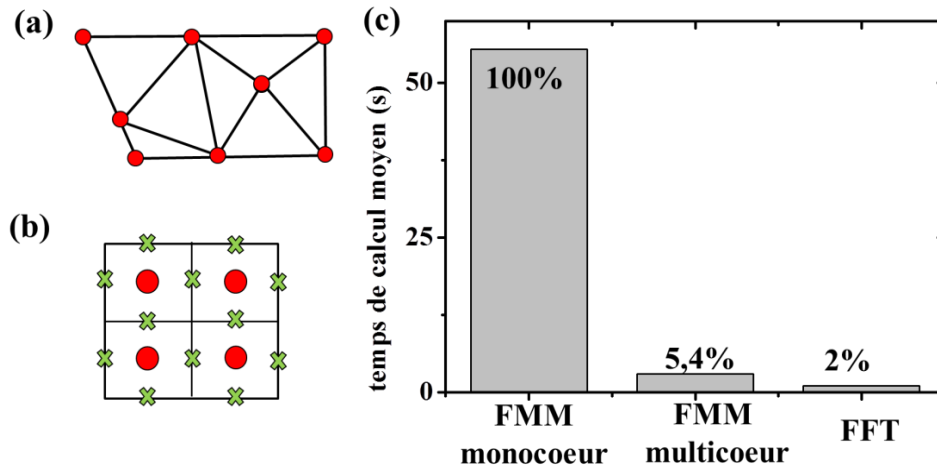 (a)
(b)
(c)
temps de calcul moyen (s)
50
25
0
100%
5,4%
2%
FMM
monocoeur
FMM
multicoeur
FFT